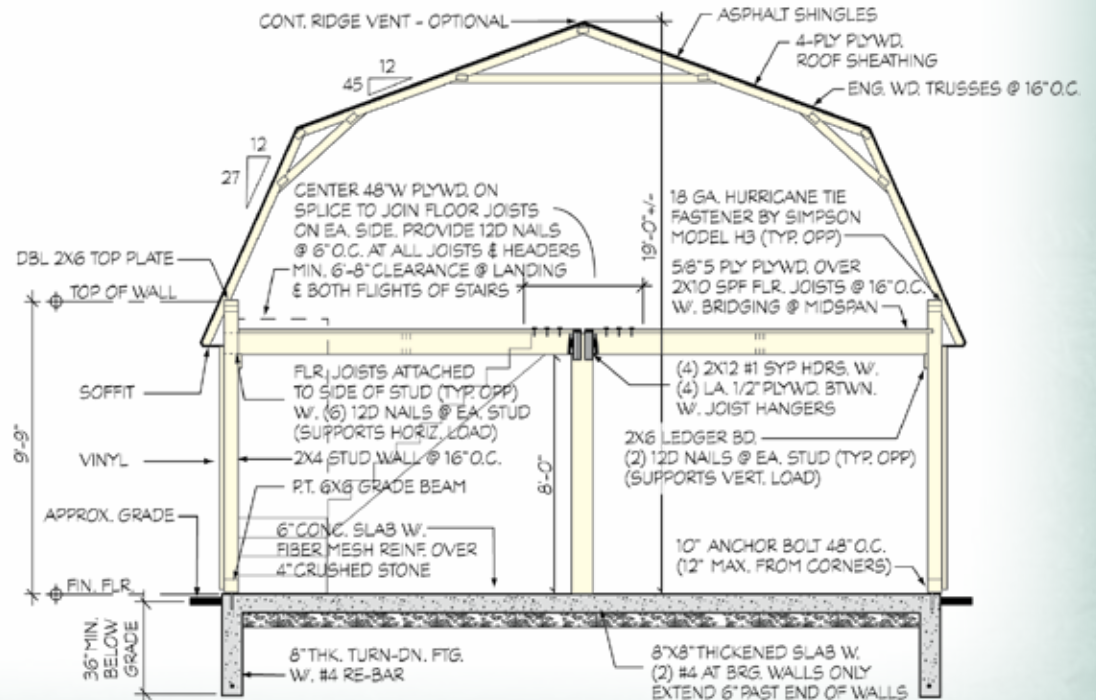 CONT. RIDGE VENT - OPTIONAL
ASPHALT SHINGLES
4-PLY PLYWD.
ROOF SHEATHING
ENG. WD. TRUSSES @ 16" O.C.
12
45
12
27
CENTER 48"W PLYWD. ON
SPLICE TO JOIN FLOOR JOISTS
ON EA. SIDE. PROVIDE 12D NAILS
@ 6" O.C. AT ALL JOISTS & HEADERS
MIN. 6'-8" CLEARANCE @ LANDING
& BOTH FLIGHTS OF STAIRS
19'-0" +/-
18 GA. HURRICANE TIE
FASTENER BY SIMPSON
MODEL H3 (TYP. OPP)
5/8" 5 PLY PLYWD. OVER
2X10 SPF FLR. JOISTS @ 16" O.C.
W. BRIDGING @ MIDSPAN
DBL 2X6 TOP PLATE
TOP OF WALL
SOFFIT
9'-9"
VINYL
APPROX. GRADE
FIN. FLR.
36" MIN.
BELOW
GRADE
FLR. JOISTS ATTACHED
TO SIDE OF STUD (TYP. OPP)
W. (6) 12D NAILS @ EA. STUD
(SUPPORTS HORIZ. LOAD)
2X4 STUD WALL @ 16" O.C.
P.T. 6X6 GRADE BEAM
6" CONC. SLAB W.
FIBER MESH REINF. OVER
4" CRUSHED STONE
8'-0"
(4) 2X12 #1 SYP HDRS. W.
(4) LA. 1/2" PLYWD. BTWN.
W. JOIST HANGERS
2X6 LEDGER BD.
(2) 12D NAILS @ EA. STUD (TYP. OPP)
(SUPPORTS VERT. LOAD)
10" ANCHOR BOLT 48" O.C.
(12" MAX. FROM CORNERS)
8" THK. TURN-DN. FTG.
W. #4 RE-BAR
8"X8" THICKENED SLAB W.
(2) #4 AT BRG. WALLS ONLY
EXTEND 6" PAST END OF WALLS